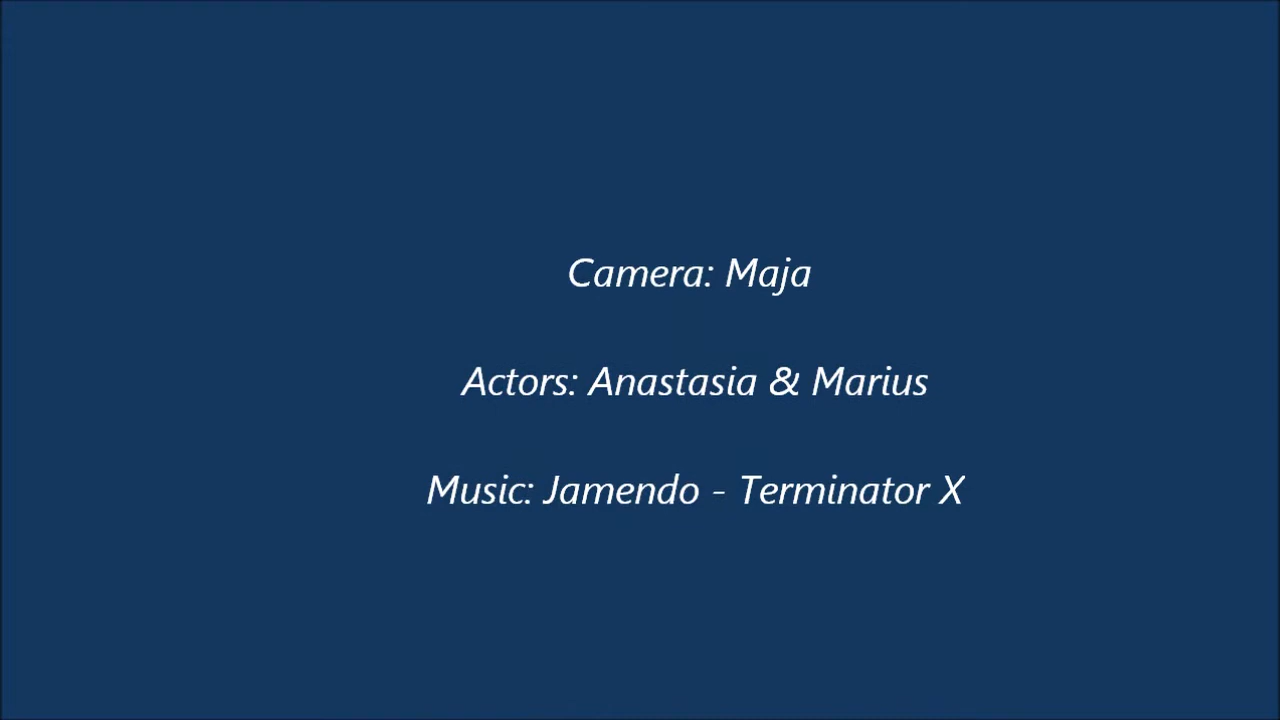 Camera: Maja
Actors: Anastasia & Marius
Music: Jamendo - Terminator X